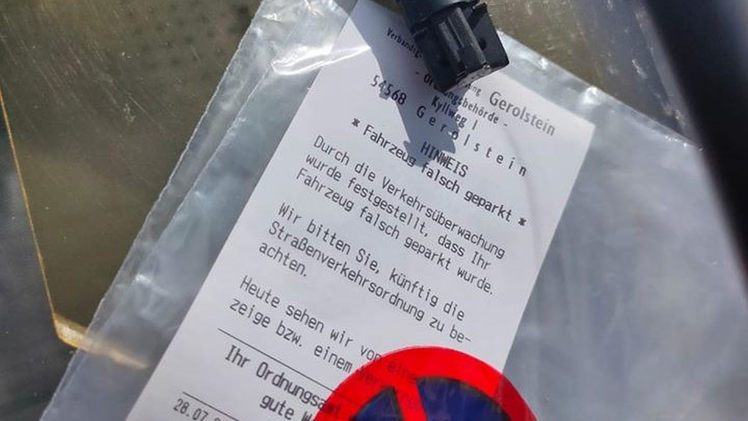 Gerolstein
Kyllweg 1
54568 Gerolstein
HINWEIS
* Fahrzeug falsch geparkt *
Durch die Verkehrsüberwachung
wurde festgestellt, dass Ihr
Fahrzeug falsch geparkt wurde.
Wir bitten Sie, künftig die
Straßenverkehrsordnung zu be-
achten.
Heute sehen wir von
zeige bzw. einem
Ihr Ordnungsamt
gute
28.07